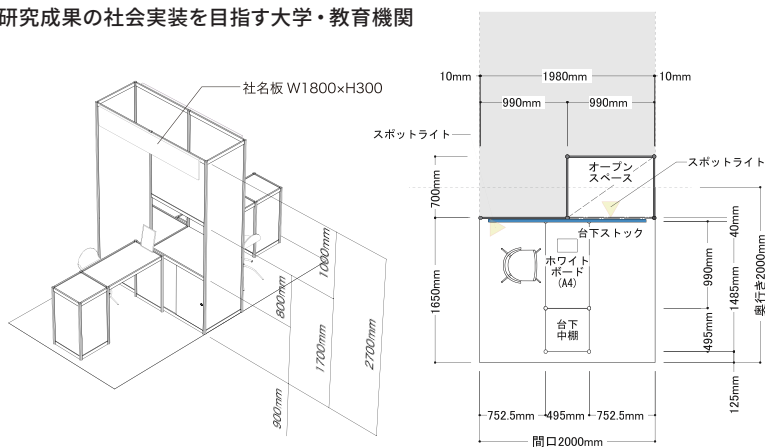 研究成果の社会実装を目指す大学・教育機関
社名板 W1800×H300
1000mm
800mm
1700mm
2700mm
900mm
10mm
1980mm
10mm
990mm
990mm
スポットライト
オープン
スペース
スポットライト
700mm
台下ストック
40mm
ホワイト
ボード
(A4)
990mm
1650mm
1485mm
奥行き2000mm
台下
中棚
495mm
125mm
752.5mm
495mm
752.5mm
間口2000mm